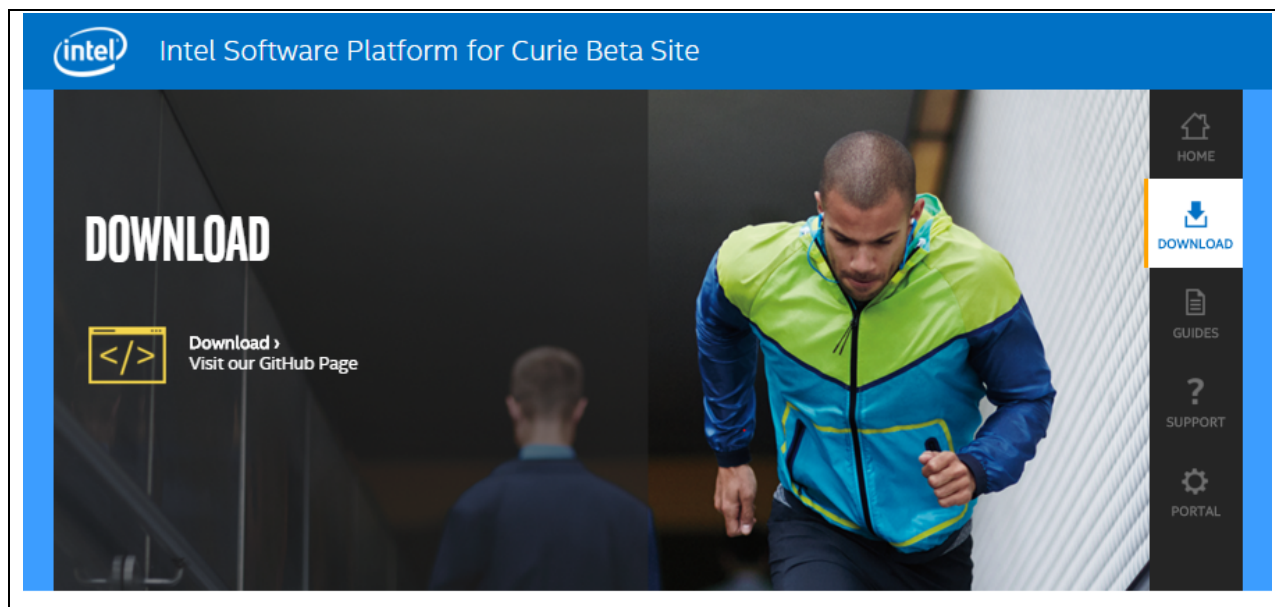 intel
Intel Software Platform for Curie Beta Site
DOWNLOAD
</>
Download ›
Visit our GitHub Page
HOME
DOWNLOAD
GUIDES
?
SUPPORT
PORTAL